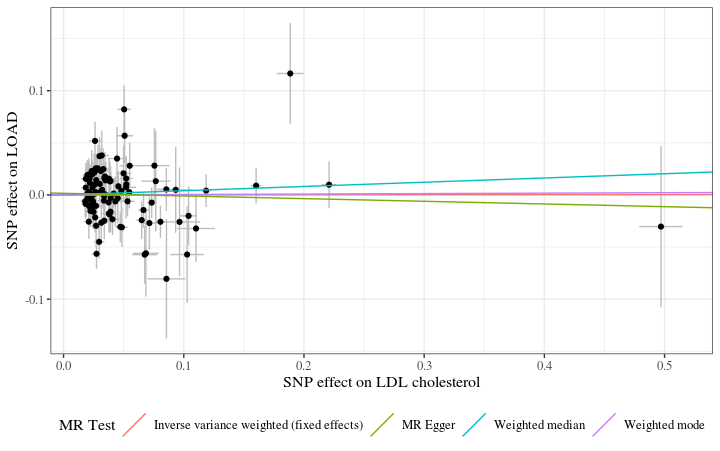 0.1
0.0
-0.1
SNP effect on LOAD
0.0 0.1 0.2 0.3 0.4 0.5
SNP effect on LDL cholesterol
MR Test Inverse variance weighted (fixed effects) MR Egger Weighted median Weighted mode